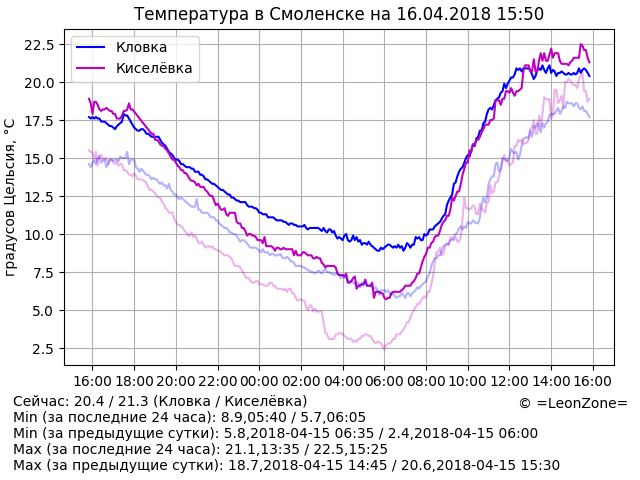 Температура в Смоленске на 16.04.2018 15:50
Кловка
Киселёвка
градусов Цельсия, °C
22.5
20.0
17.5
15.0
12.5
10.0
7.5
5.0
2.5
16:00 18:00 20:00 22:00 00:00 02:00 04:00 06:00 08:00 10:00 12:00 14:00 16:00
Сейчас: 20.4 / 21.3 (Кловка / Киселёвка)
© =LeonZone=
Min (за последние 24 часа): 8.9,05:40 / 5.7,06:05
Min (за предыдущие сутки): 5.8,2018-04-15 06:35 / 2.4,2018-04-15 06:00
Max (за последние 24 часа): 21.1,13:35 / 22.5,15:25
Max (за предыдущие сутки): 18.7,2018-04-15 14:45 / 20.6,2018-04-15 15:30